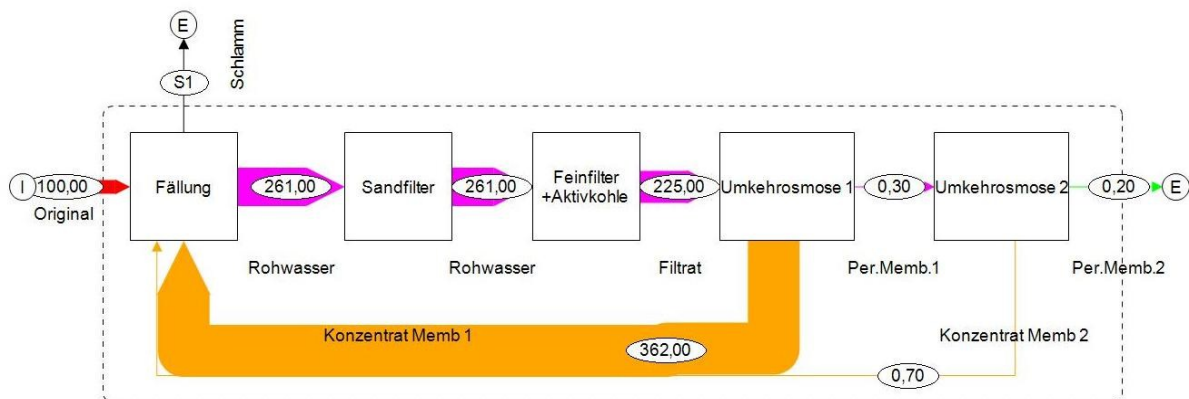 E
Schlamm
S1
I
100,00
Original
Fällung
261,00
Sandfilter
261,00
Feinfilter
+Aktivkohle
225,00
Umkehrosmose 1
0,30
Umkehrosmose 2
0,20
E
Rohwasser
Rohwasser
Filtrat
Per.Memb.1
Per.Memb.2
Konzentrat Memb 1
362,00
Konzentrat Memb 2
0,70